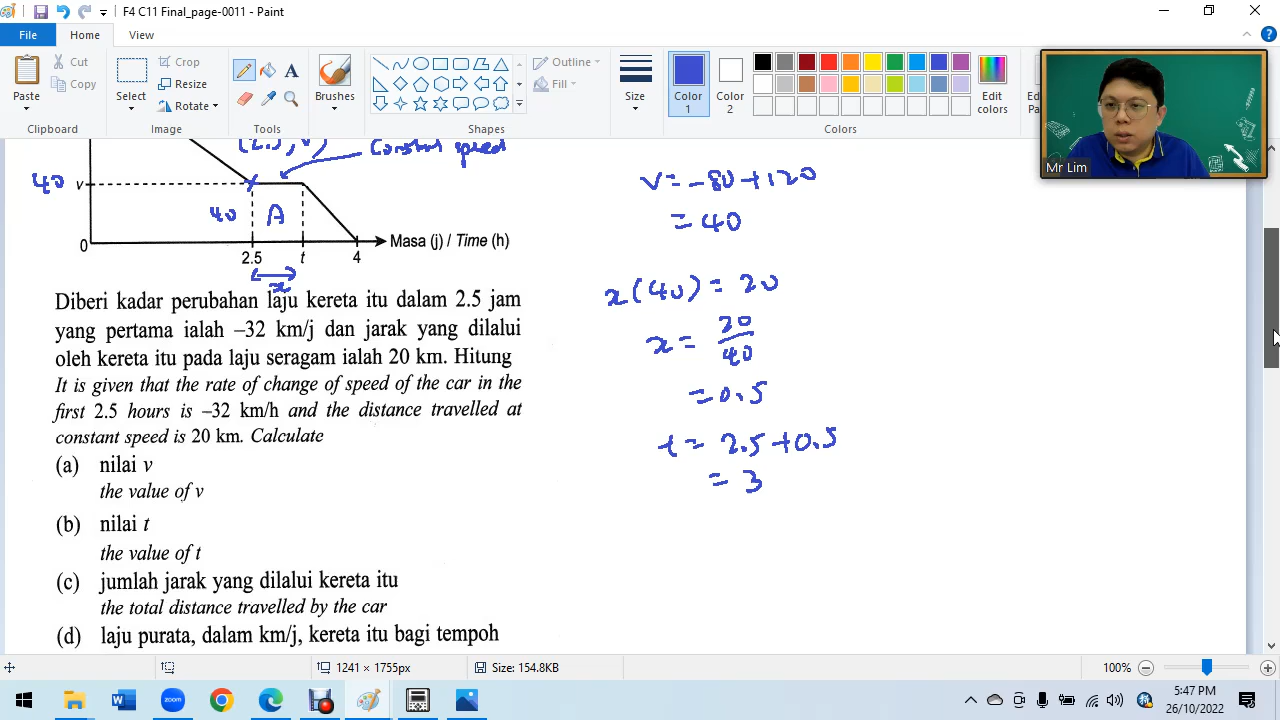 F4 C11 Final_page-0011 - Paint
File Home View
Paste Cut Copy Clipboard
Select Crop Resize Rotate Image
Tools
Brushes
Outline Fill Shapes
Size
Color 1 Color 2 Edit colors Colors
Mr Lim
(2.5, v) Constant speed
40 v
40 A
0 2.5 t 4 Masa (j) / Time (h)
x
Diberi kadar perubahan laju kereta itu dalam 2.5 jam
yang pertama ialah –32 km/j dan jarak yang dilalui
oleh kereta itu pada laju seragam ialah 20 km. Hitung
It is given that the rate of change of speed of the car in the
first 2.5 hours is –32 km/h and the distance travelled at
constant speed is 20 km. Calculate
(a) nilai v
the value of v
(b) nilai t
the value of t
(c) jumlah jarak yang dilalui kereta itu
the total distance travelled by the car
(d) laju purata, dalam km/j, kereta itu bagi tempoh
v = -80 + 120
= 40
x(40) = 20
x = 20/40
= 0.5
t = 2.5 + 0.5
= 3
1241 × 1755px Size: 154.8KB 100%
zoom
5:47 PM
26/10/2022